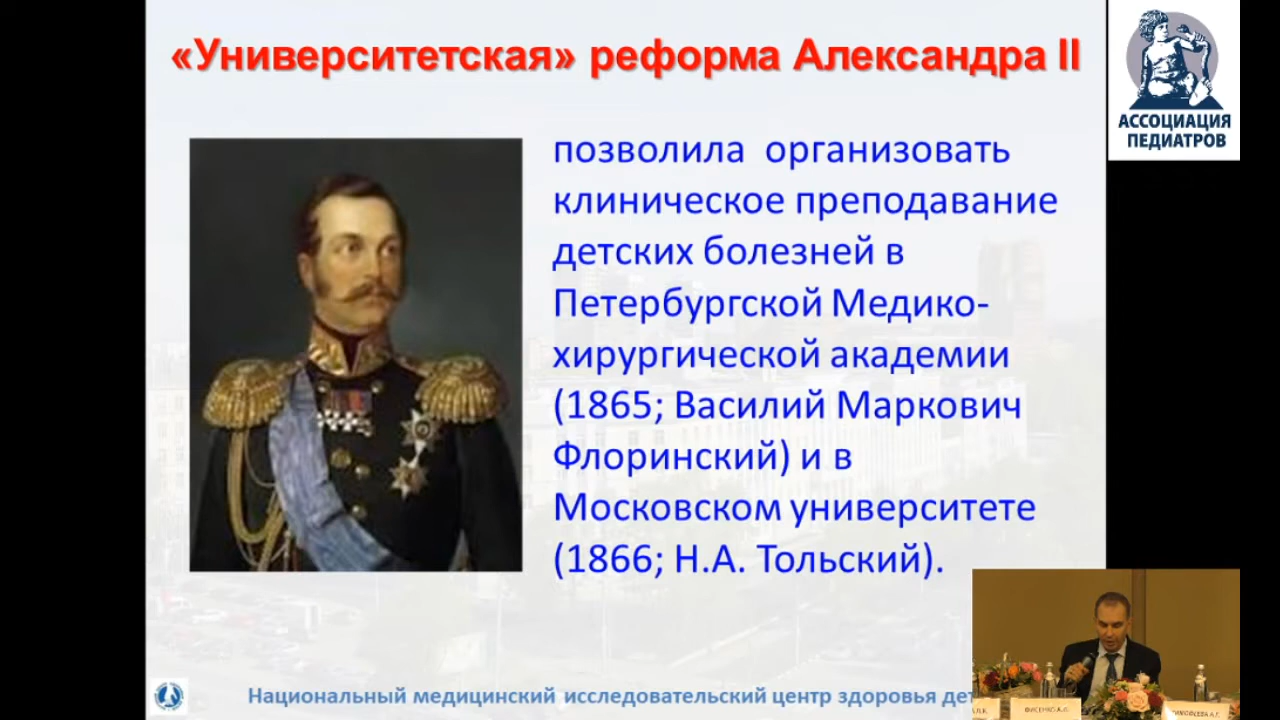 «Университетская» реформа Александра II
АССОЦИАЦИЯ
ПЕДИАТРОВ
позволила организовать
клиническое преподавание
детских болезней в
Петербургской Медико-
хирургической академии
(1865; Василий Маркович
Флоринский) и в
Московском университете
(1866; Н.А. Тольский).
Национальный медицинский исследовательский центр здоровья дет
ФИСЕНКО А.П.